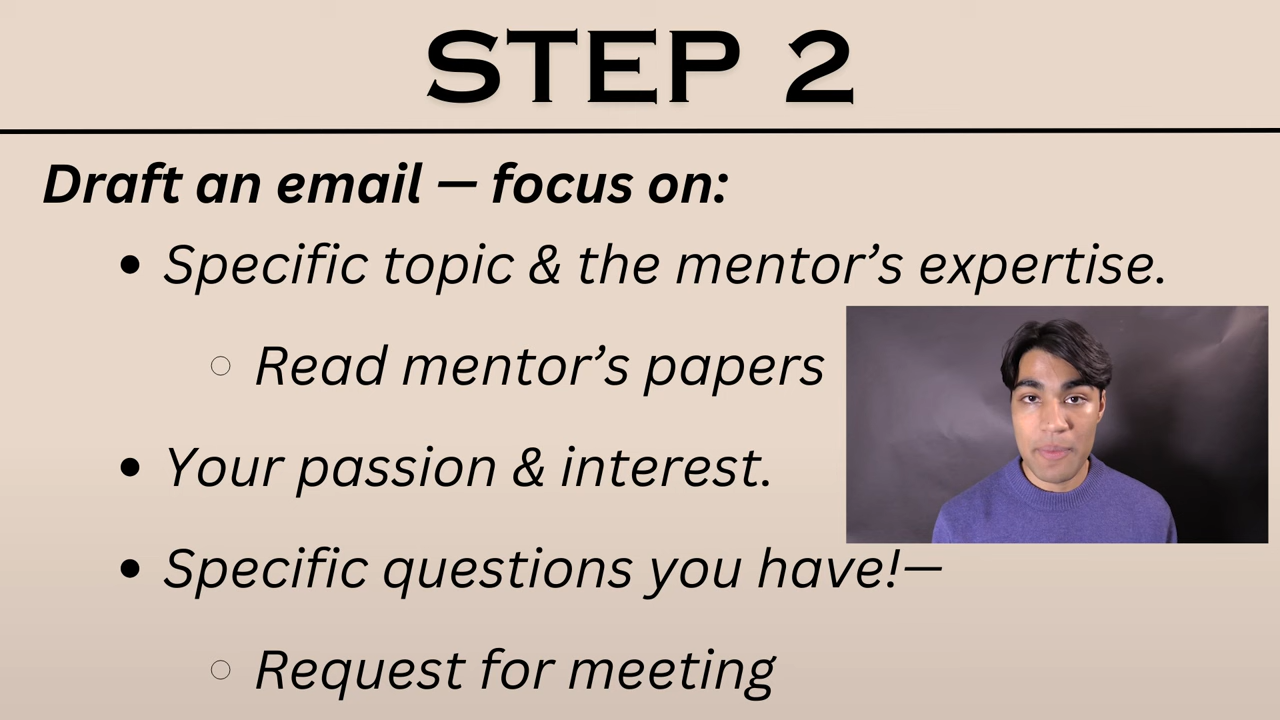 STEP 2
Draft an email — focus on:
• Specific topic & the mentor’s expertise.
○ Read mentor’s papers
• Your passion & interest.
• Specific questions you have!—
○ Request for meeting